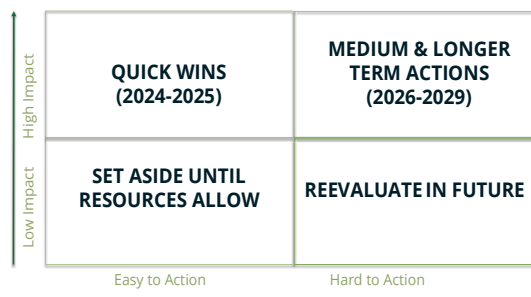 High Impact
QUICK WINS
(2024-2025)
MEDIUM & LONGER
TERM ACTIONS
(2026-2029)
Low Impact
SET ASIDE UNTIL
RESOURCES ALLOW
REEVALUATE IN FUTURE
Easy to Action
Hard to Action